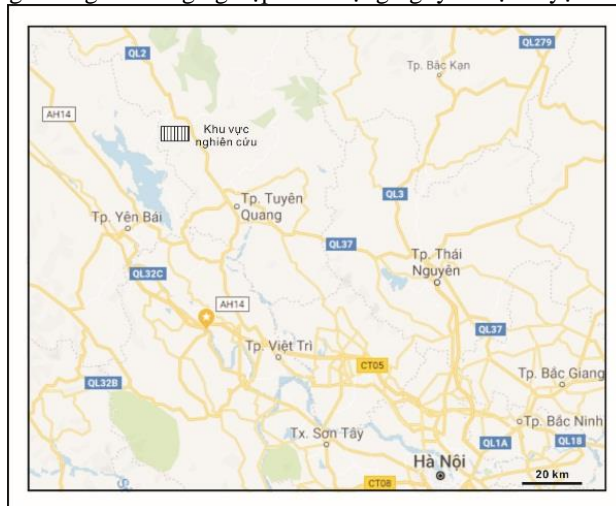 QL2
QL279
Tp. Bắc Kạn
AH14
Khu vực
nghiên cứu
QL3
Tp. Tuyên
Quang
Tp. Yên Bái
QL37
Tp. Thái
Nguyên
QL32C
AH14
QL37
Tp. Việt Trì
CT05
Tp. Bắc Giang
QL32B
Tp. Bắc Ninh
Tx. Sơn Tây
QL1A
QL18
Hà Nội
20 km
CT08